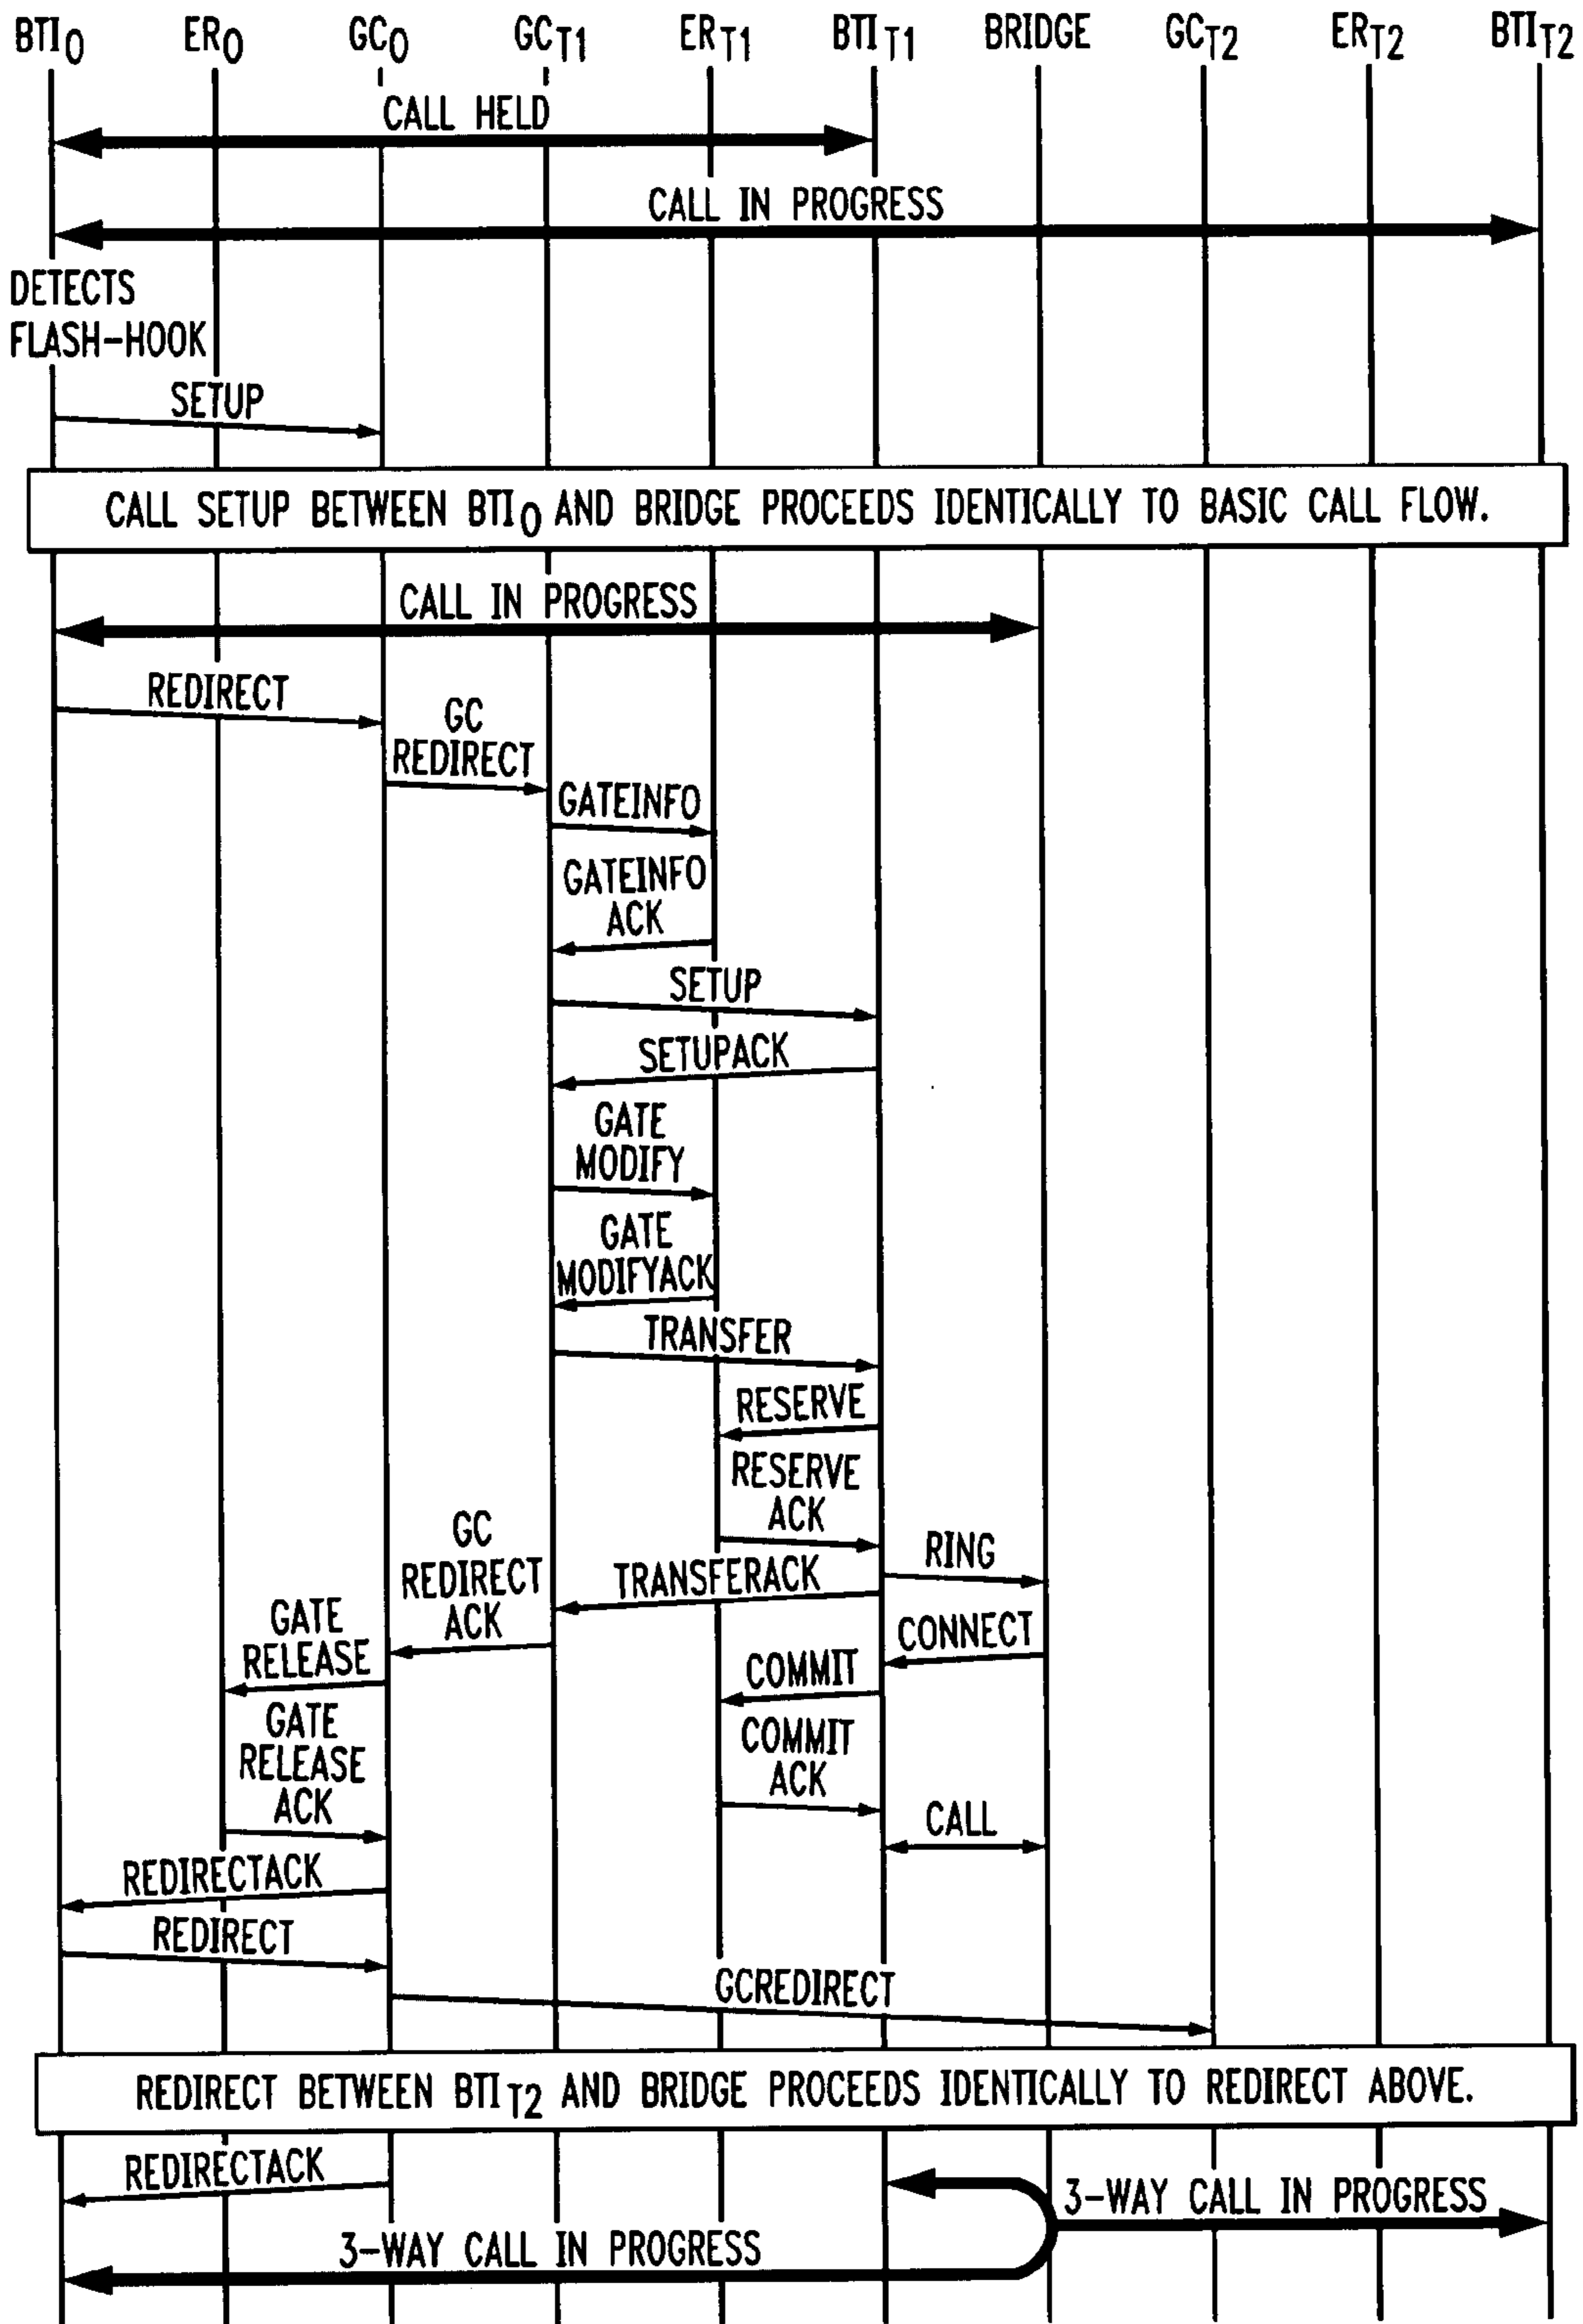 BTIO ERO GCO GCT1 ERT1 BTIT1 BRIDGE GCT2 ERT2 BTIT2
CALL HELD
CALL IN PROGRESS
DETECTS
FLASH-HOOK
SETUP
CALL SETUP BETWEEN BTIO AND BRIDGE PROCEEDS IDENTICALLY TO BASIC CALL FLOW.
CALL IN PROGRESS
REDIRECT
GC
REDIRECT
GATEINFO
GATEINFO
ACK
SETUP
SETUPACK
GATE
MODIFY
GATE
MODIFYACK
TRANSFER
RESERVE
RESERVE
ACK
RING
GC
REDIRECT
ACK
TRANSFERACK
GATE
RELEASE
CONNECT
COMMIT
GATE
RELEASE
ACK
COMMIT
ACK
CALL
REDIRECTACK
REDIRECT
GCREDIRECT
REDIRECT BETWEEN BTIT2 AND BRIDGE PROCEEDS IDENTICALLY TO REDIRECT ABOVE.
REDIRECTACK
3-WAY CALL IN PROGRESS
3-WAY CALL IN PROGRESS